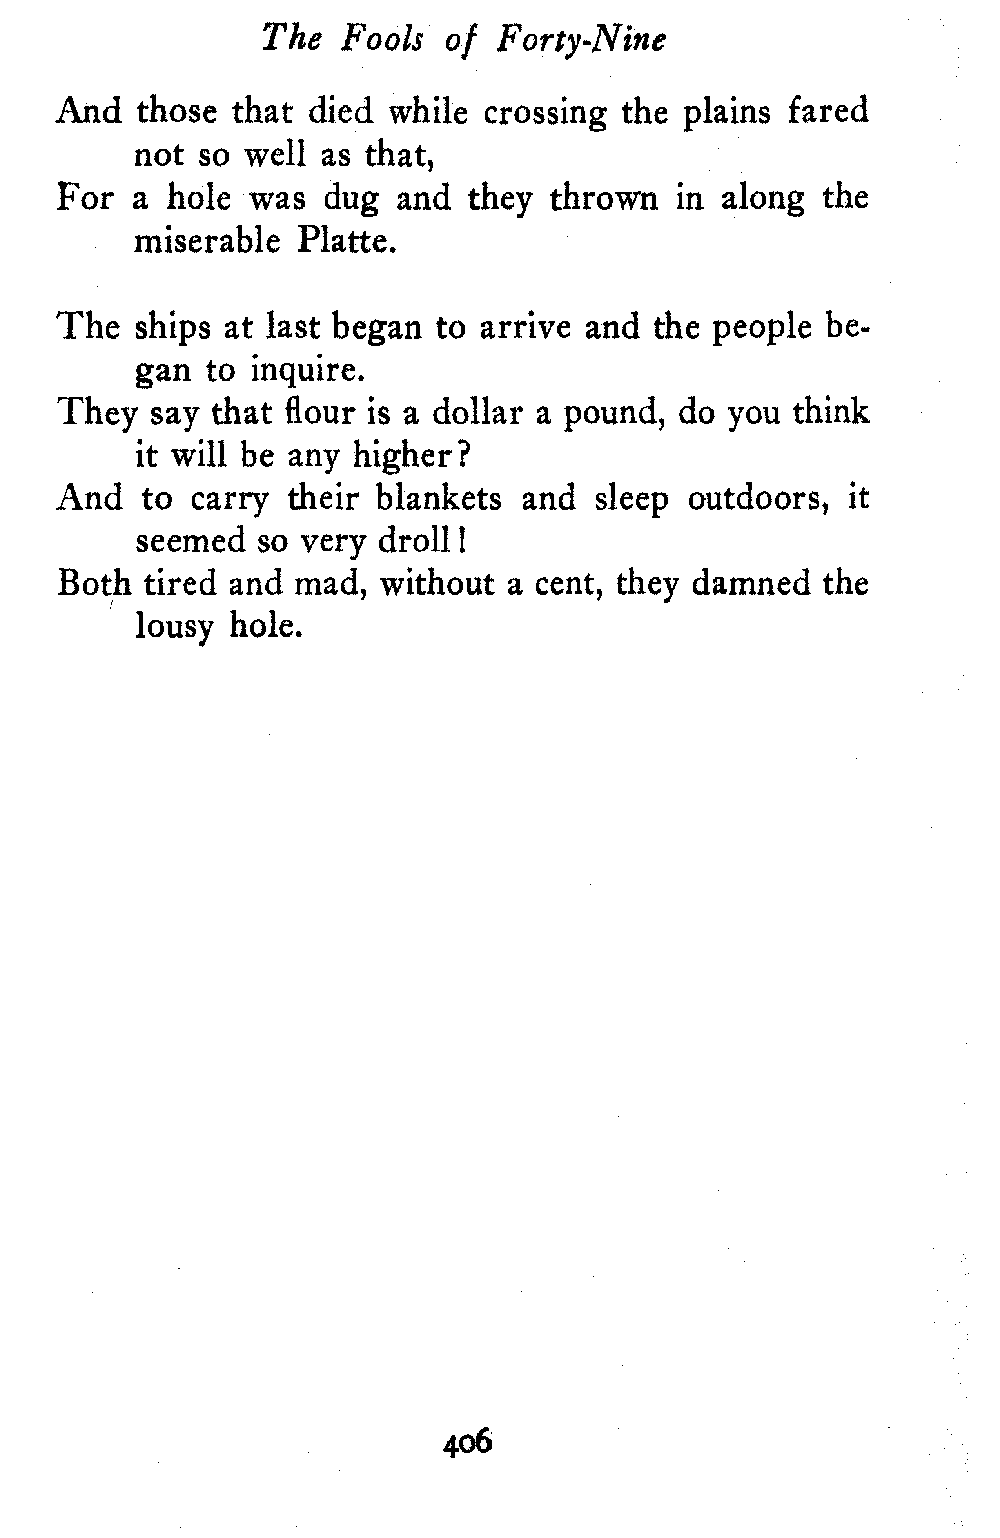 The Fools of Forty-Nine
And those that died while crossing the plains fared
not so well as that,
For a hole was dug and they thrown in along the
miserable Platte.
The ships at last began to arrive and the people be-
gan to inquire.
They say that flour is a dollar a pound, do you think
it will be any higher?
And to carry their blankets and sleep outdoors, it
seemed so very droll!
Both tired and mad, without a cent, they damned the
lousy hole.
406